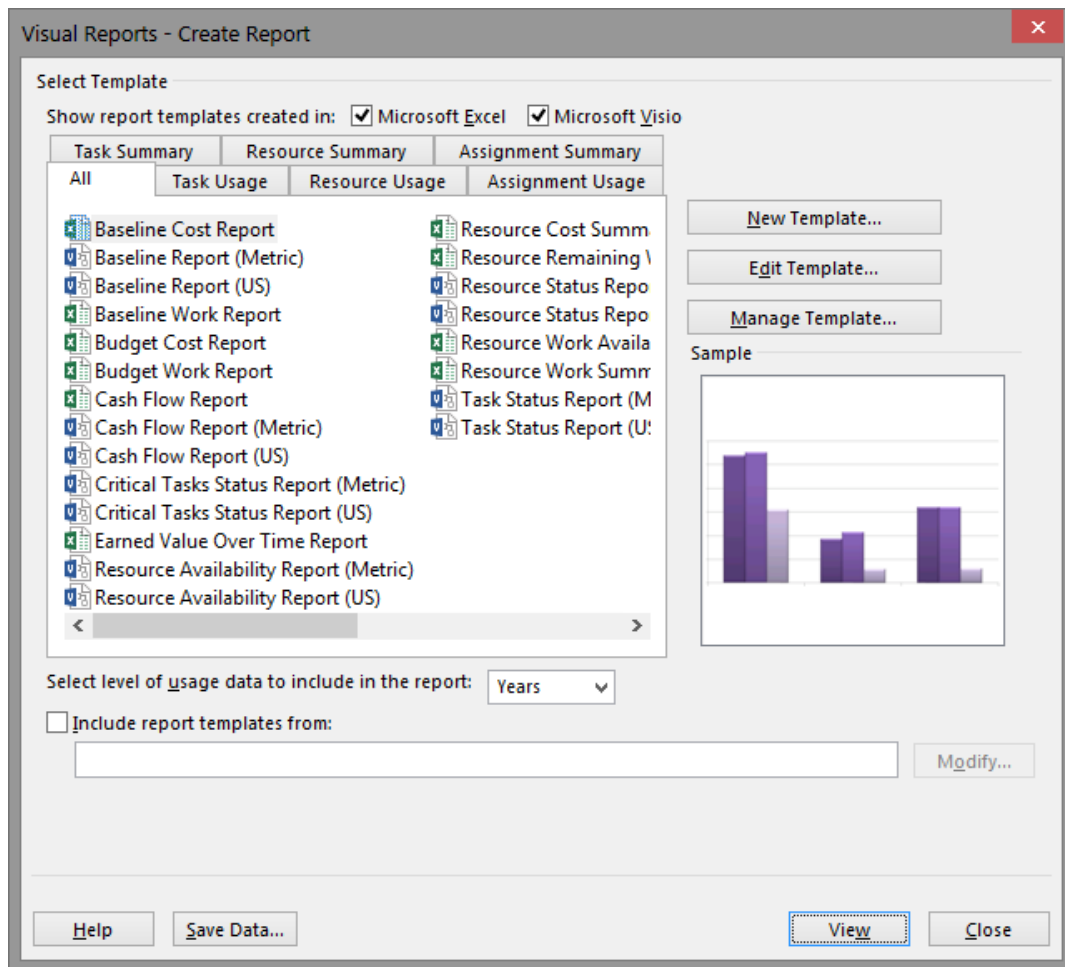 Visual Reports - Create Report
Select Template
Show report templates created in: Microsoft Excel Microsoft Visio
Task Summary Resource Summary Assignment Summary
All Task Usage Resource Usage Assignment Usage
Baseline Cost Report
Baseline Report (Metric)
Baseline Report (US)
Baseline Work Report
Budget Cost Report
Budget Work Report
Cash Flow Report
Cash Flow Report (Metric)
Cash Flow Report (US)
Critical Tasks Status Report (Metric)
Critical Tasks Status Report (US)
Earned Value Over Time Report
Resource Availability Report (Metric)
Resource Availability Report (US)
Resource Cost Summ
Resource Remaining
Resource Status Repo
Resource Status Repo
Resource Work Availa
Resource Work Summ
Task Status Report (M
Task Status Report (US
New Template...
Edit Template...
Manage Template...
Sample
Select level of usage data to include in the report: Years
Include report templates from:
Modify...
Help Save Data... View Close